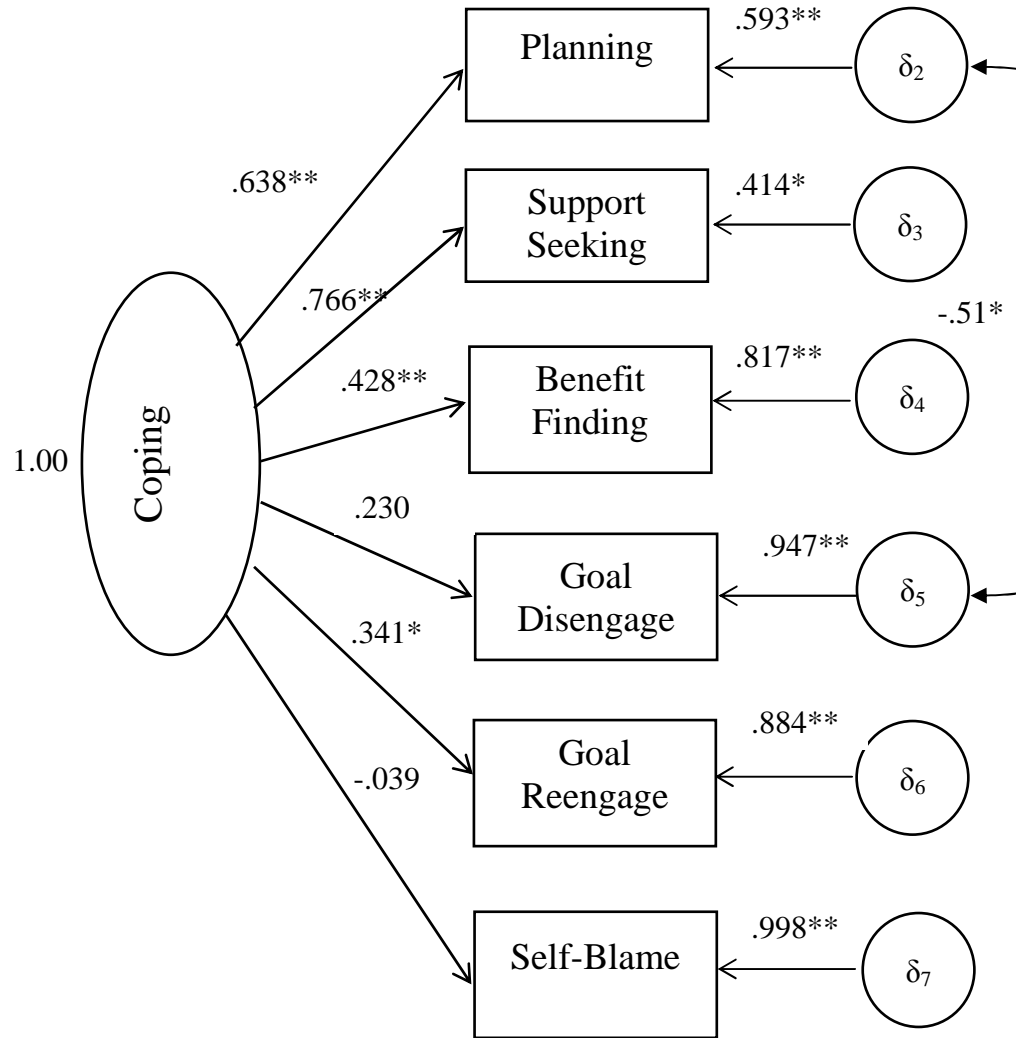 Planning
.593**
δ2
.638**
Support
Seeking
.414*
δ3
.766**
-.51*
Benefit
Finding
.817**
δ4
.428**
1.00
Coping
.230
Goal
Disengage
.947**
δ5
.341*
Goal
Reengage
.884**
δ6
-.039
Self-Blame
.998**
δ7